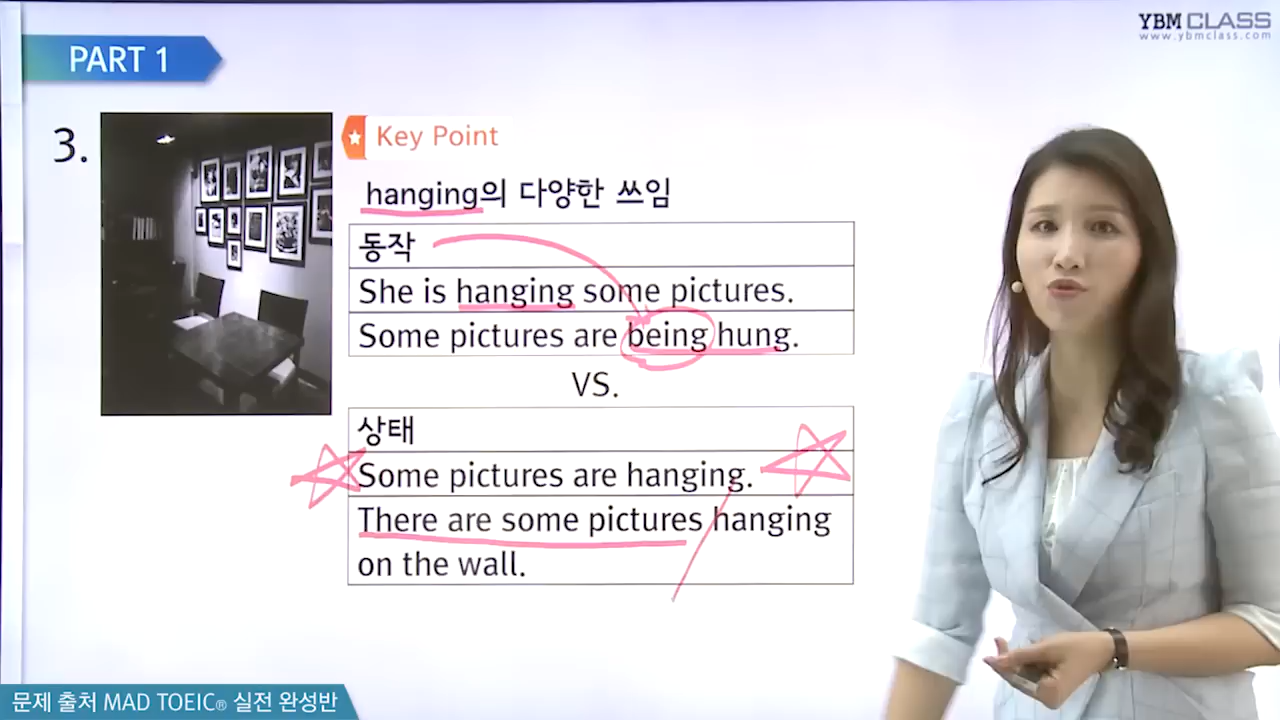 YBM CLASS
www.ybmclass.com
PART 1
3.
Key Point
hanging의 다양한 쓰임
동작
She is hanging some pictures.
Some pictures are being hung.
VS.
상태
Some pictures are hanging.
There are some pictures hanging
on the wall.
문제 출처 MAD TOEIC® 실전 완성반